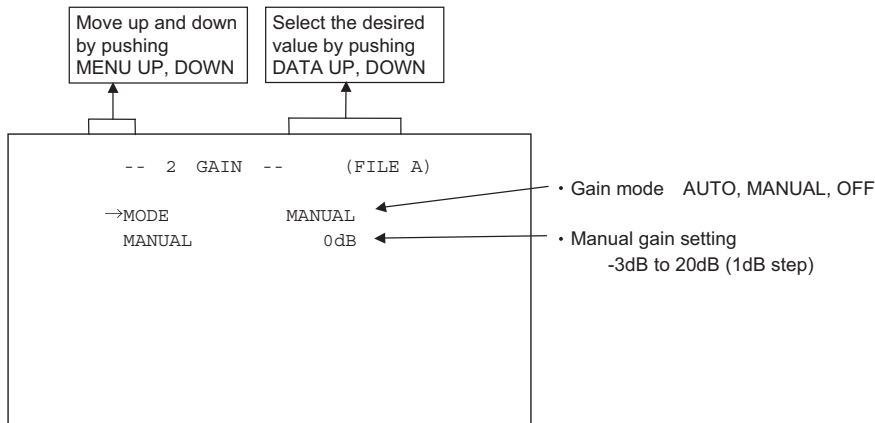 Move up and down
by pushing
MENU UP, DOWN
Select the desired
value by pushing
DATA UP, DOWN
-- 2 GAIN -- (FILE A)
→MODE MANUAL
MANUAL 0dB
・Gain mode AUTO, MANUAL, OFF
・Manual gain setting
-3dB to 20dB (1dB step)